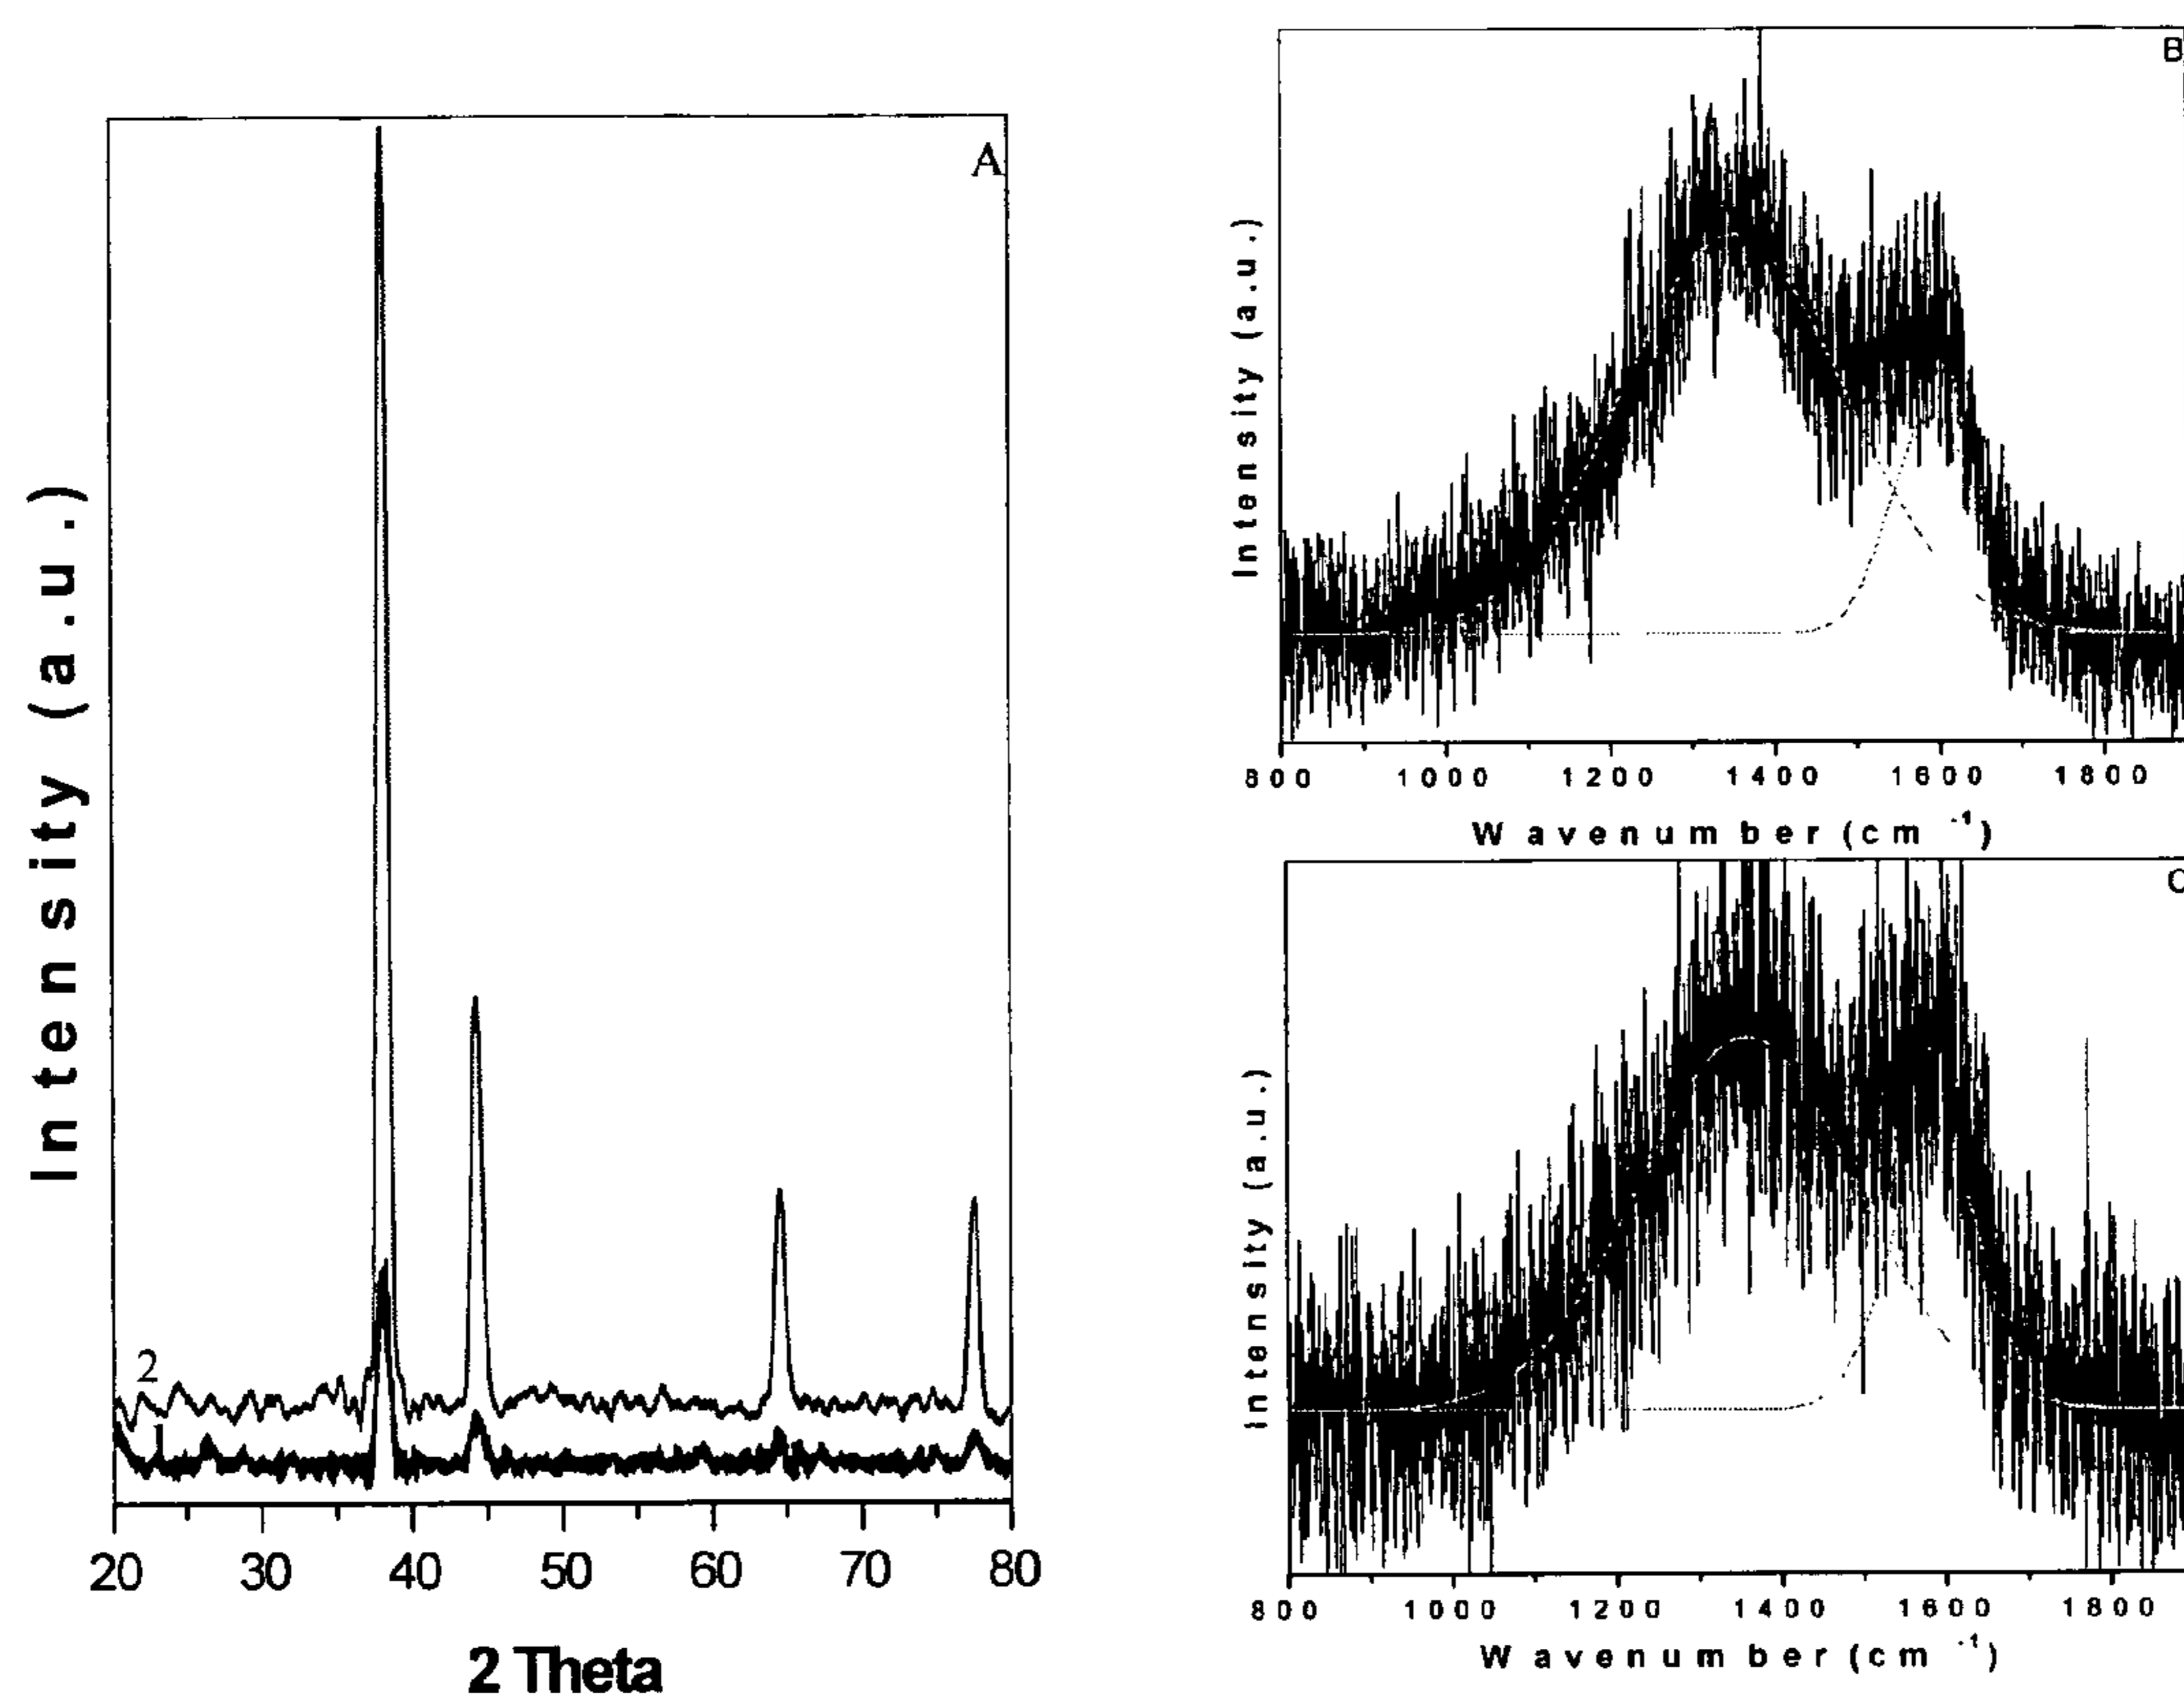 A
Intensity (a.u.)
2
1
20 30 40 50 60 70 80
2 Theta
B
Intensity (a.u.)
800 1000 1200 1400 1600 1800
Wavenumber (cm -1)
C
Intensity (a.u.)
800 1000 1200 1400 1600 1800
Wavenumber (cm -1)